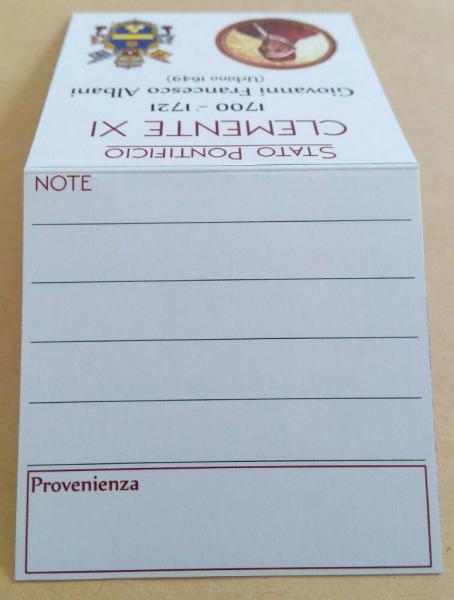 STATO PONTIFICIO
CLEMENTE XI
1700 - 1721
Giovanni Francesco Albani
(Urbino 1649)
NOTE
Provenienza